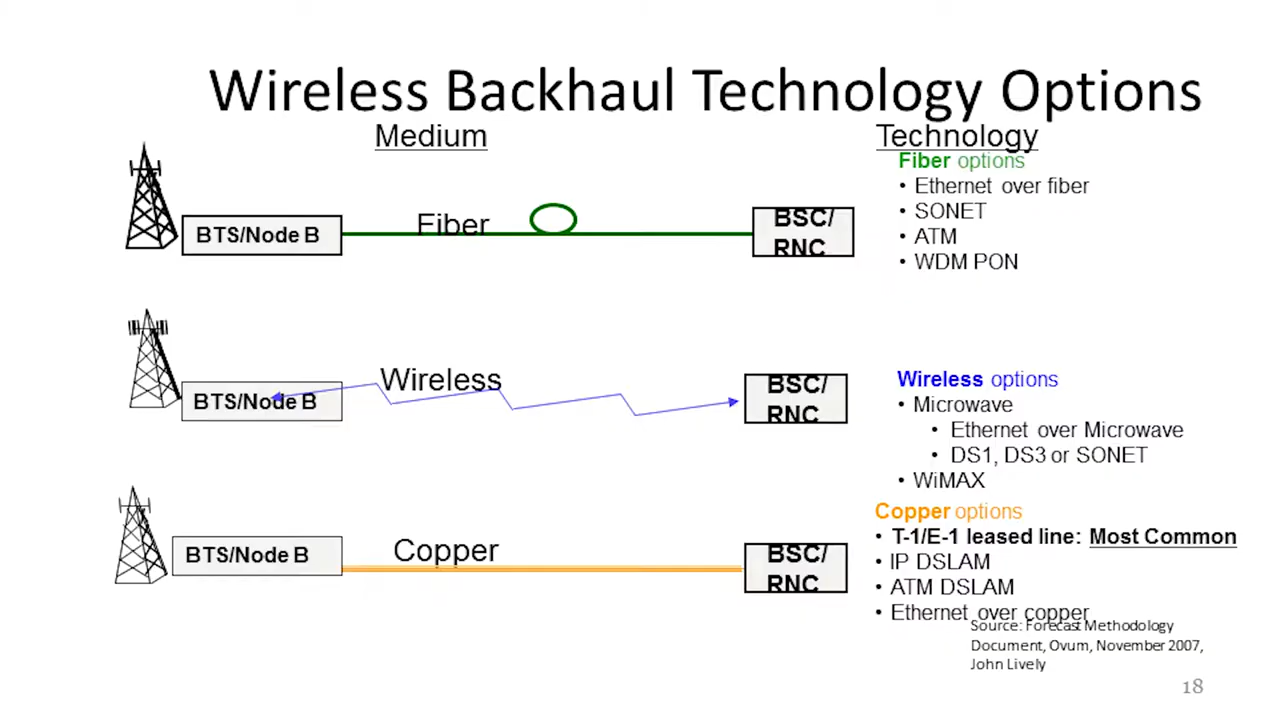 Wireless Backhaul Technology Options
Medium
Technology
BTS/Node B
Fiber
BSC/
RNC
Fiber options
• Ethernet over fiber
• SONET
• ATM
• WDM PON
BTS/Node B
Wireless
BSC/
RNC
Wireless options
• Microwave
• Ethernet over Microwave
• DS1, DS3 or SONET
• WiMAX
BTS/Node B
Copper
BSC/
RNC
Copper options
• T-1/E-1 leased line: Most Common
• IP DSLAM
• ATM DSLAM
• Ethernet over copper
Source: Forecast Methodology
Document, Ovum, November 2007,
John Lively
18